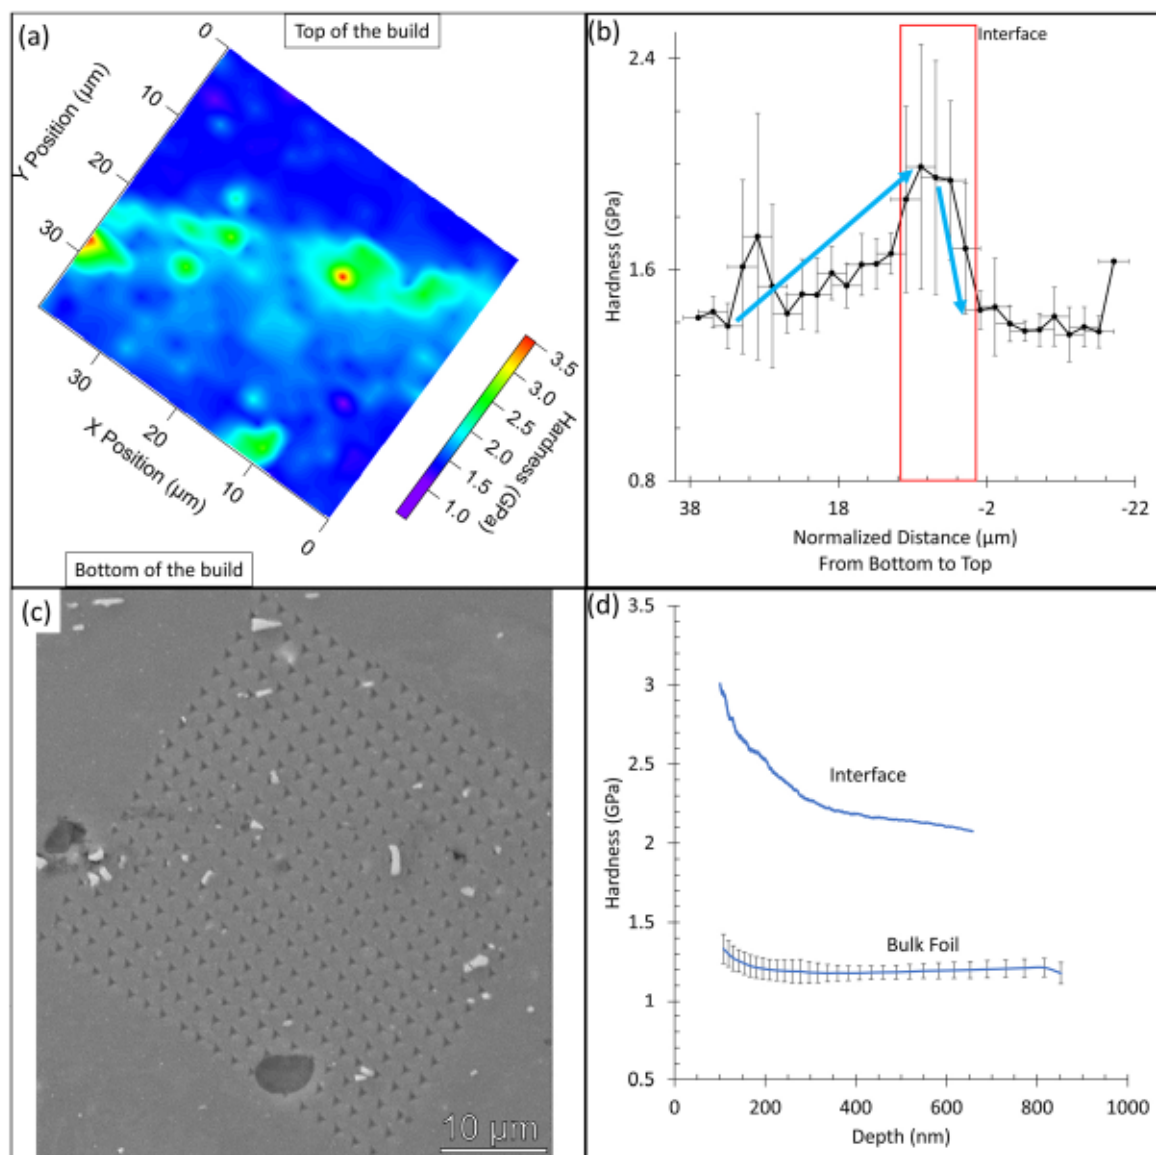 (a)
Top of the build
0
10
20
30
Y Position (µm)
30
20
10
0
X Position (µm)
3.5
3.0
2.5
2.0
1.5
1.0
Hardness (GPa)
Bottom of the build
(b)
Interface
2.4
1.6
0.8
Hardness (GPa)
38
18
-2
-22
Normalized Distance (µm)
From Bottom to Top
(c)
10 µm
(d)
3.5
3
2.5
2
1.5
1
0.5
Hardness (GPa)
Interface
Bulk Foil
0
200
400
600
800
1000
Depth (nm)